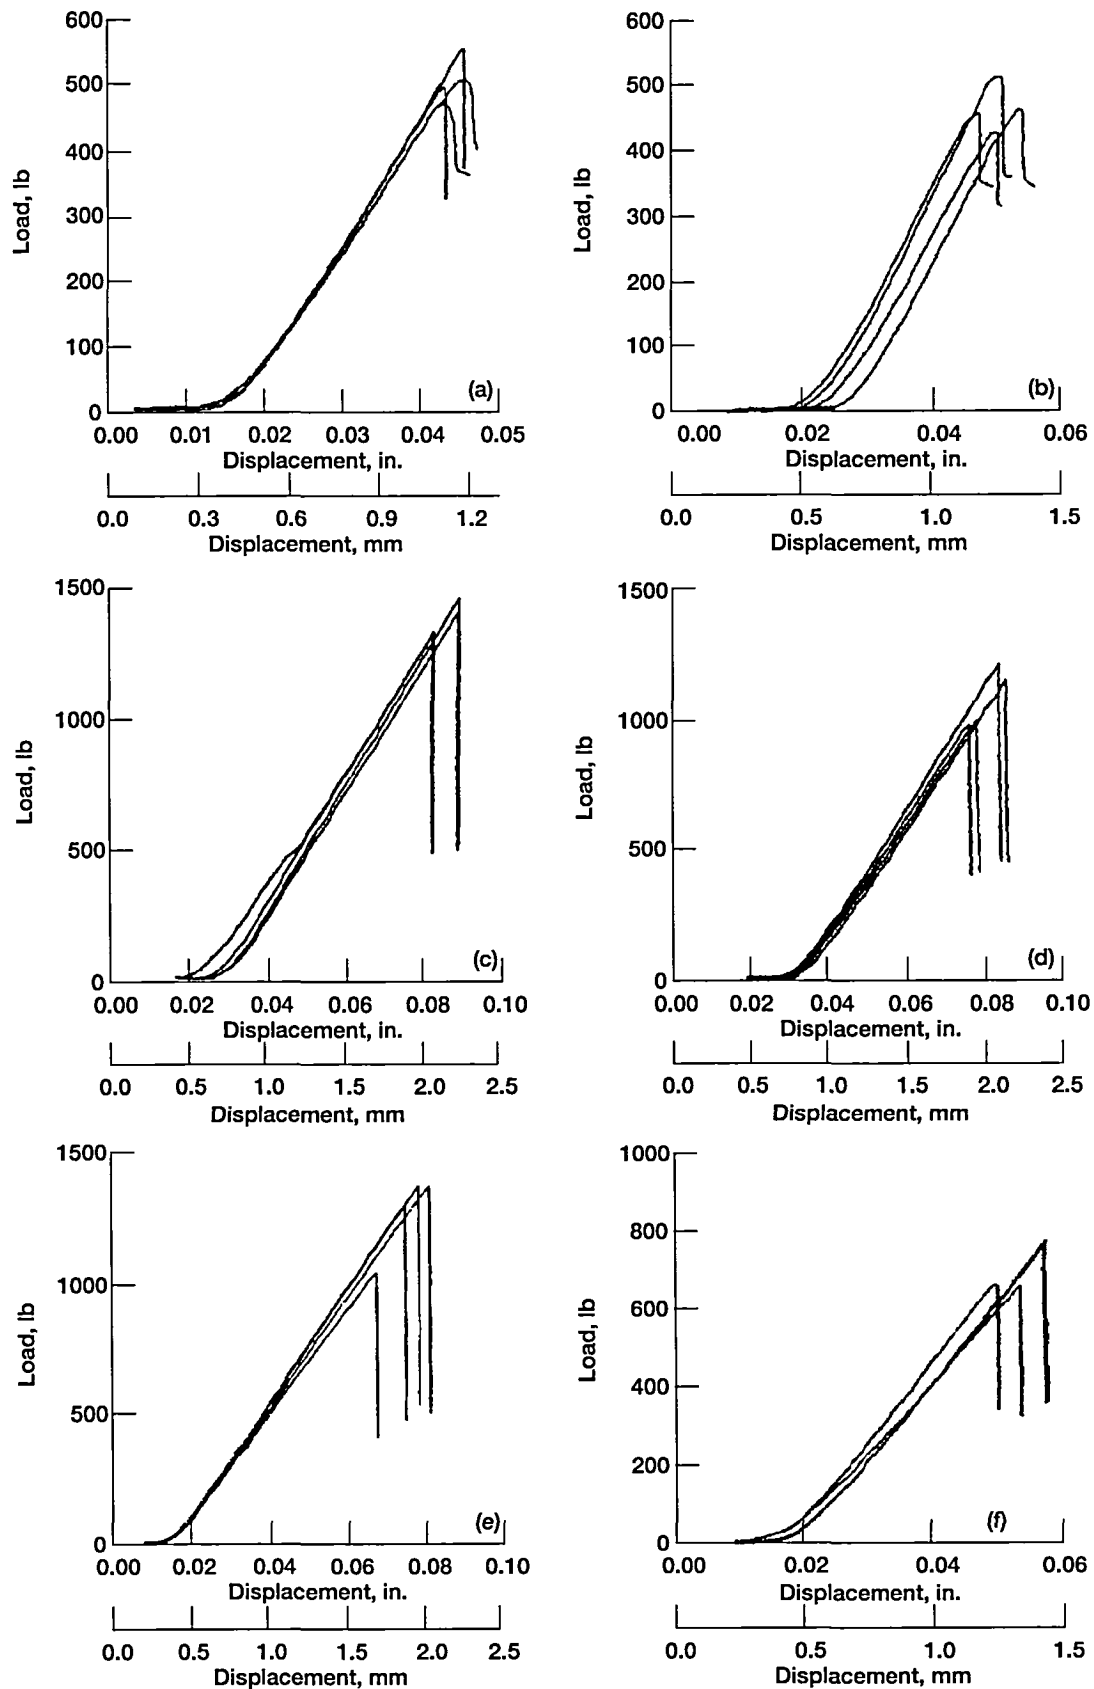 600
500
400
300
200
100
0
Load, lb
(a)
0.00 0.01 0.02 0.03 0.04 0.05
Displacement, in.
0.0 0.3 0.6 0.9 1.2
Displacement, mm
600
500
400
300
200
100
0
Load, lb
(b)
0.00 0.02 0.04 0.06
Displacement, in.
0.0 0.5 1.0 1.5
Displacement, mm
1500
1000
500
0
Load, lb
(c)
0.00 0.02 0.04 0.06 0.08 0.10
Displacement, in.
0.0 0.5 1.0 1.5 2.0 2.5
Displacement, mm
1500
1000
500
0
Load, lb
(d)
0.00 0.02 0.04 0.06 0.08 0.10
Displacement, in.
0.0 0.5 1.0 1.5 2.0 2.5
Displacement, mm
1500
1000
500
0
Load, lb
(e)
0.00 0.02 0.04 0.06 0.08 0.10
Displacement, in.
0.0 0.5 1.0 1.5 2.0 2.5
Displacement, mm
1000
800
600
400
200
0
Load, lb
(f)
0.00 0.02 0.04 0.06
Displacement, in.
0.0 0.5 1.0 1.5
Displacement, mm